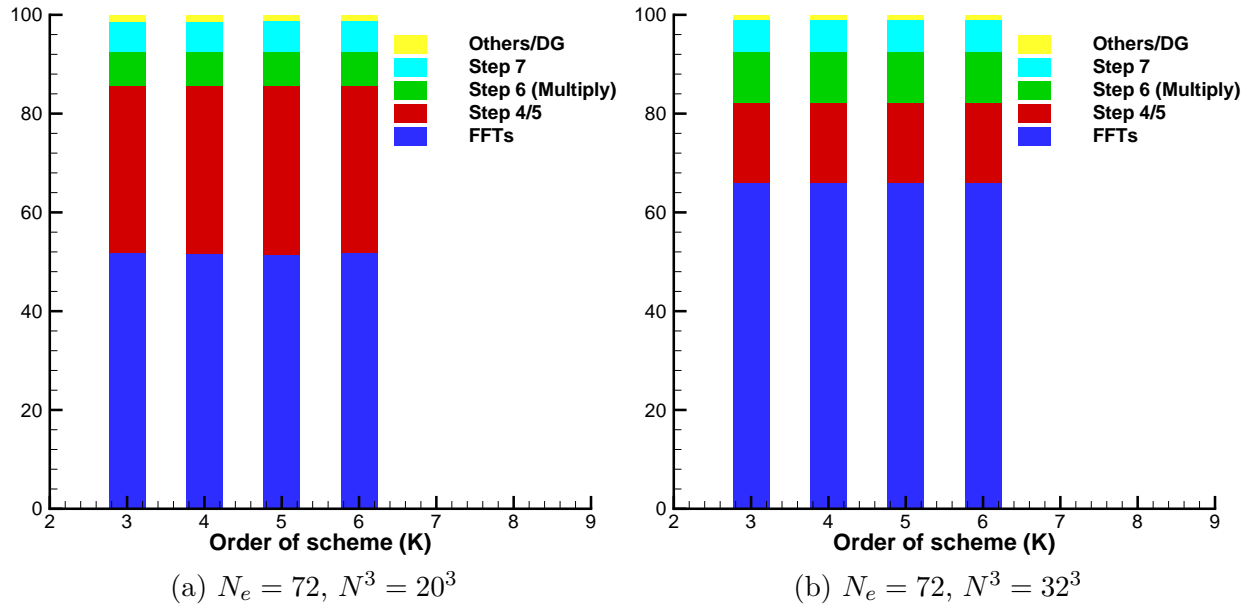 100
80
60
40
20
0
2 3 4 5 6 7 8 9
Order of scheme (K)
Others/DG
Step 7
Step 6 (Multiply)
Step 4/5
FFTs
(a) $N_e = 72$, $N^3 = 20^3$
100
80
60
40
20
0
2 3 4 5 6 7 8 9
Order of scheme (K)
Others/DG
Step 7
Step 6 (Multiply)
Step 4/5
FFTs
(b) $N_e = 72$, $N^3 = 32^3$